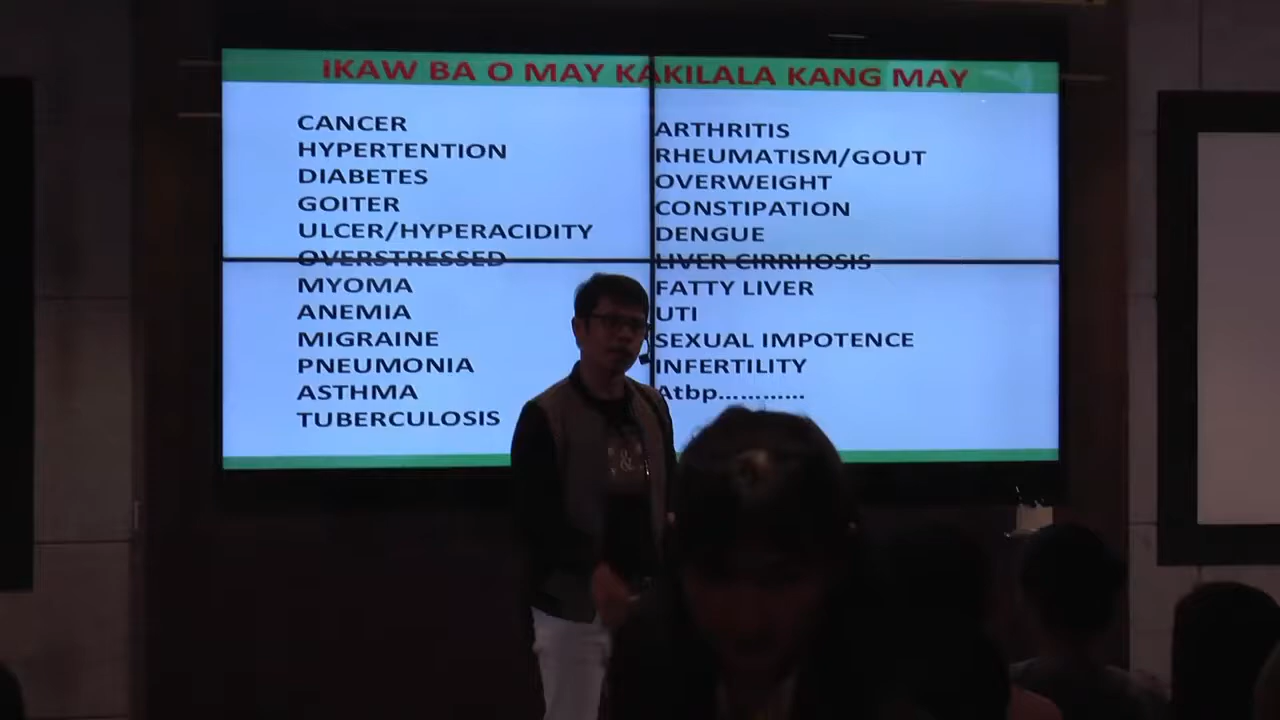 IKAW BA O MAY KAKILALA KANG MAY
CANCER
HYPERTENTION
DIABETES
GOITER
ULCER/HYPERACIDITY
OVERSTRESSED
MYOMA
ANEMIA
MIGRAINE
PNEUMONIA
ASTHMA
TUBERCULOSIS
ARTHRITIS
RHEUMATISM/GOUT
OVERWEIGHT
CONSTIPATION
DENGUE
LIVER CIRRHOSIS
FATTY LIVER
UTI
SEXUAL IMPOTENCE
INFERTILITY
Atbp............
&